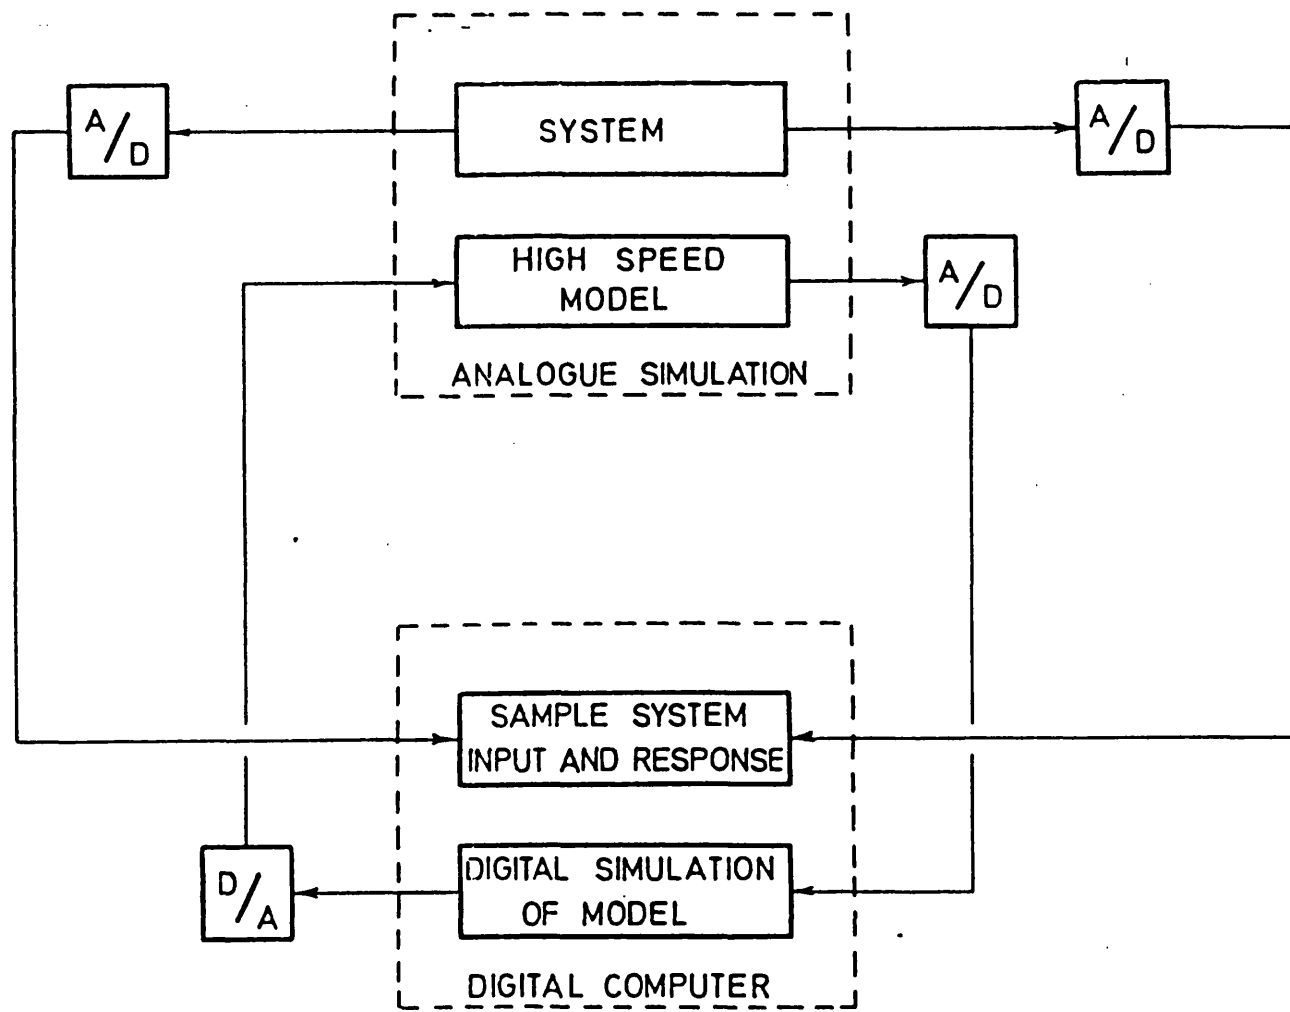 A/D
SYSTEM
A/D
HIGH SPEED
MODEL
A/D
ANALOGUE SIMULATION
SAMPLE SYSTEM
INPUT AND RESPONSE
D/A
DIGITAL SIMULATION
OF MODEL
DIGITAL COMPUTER